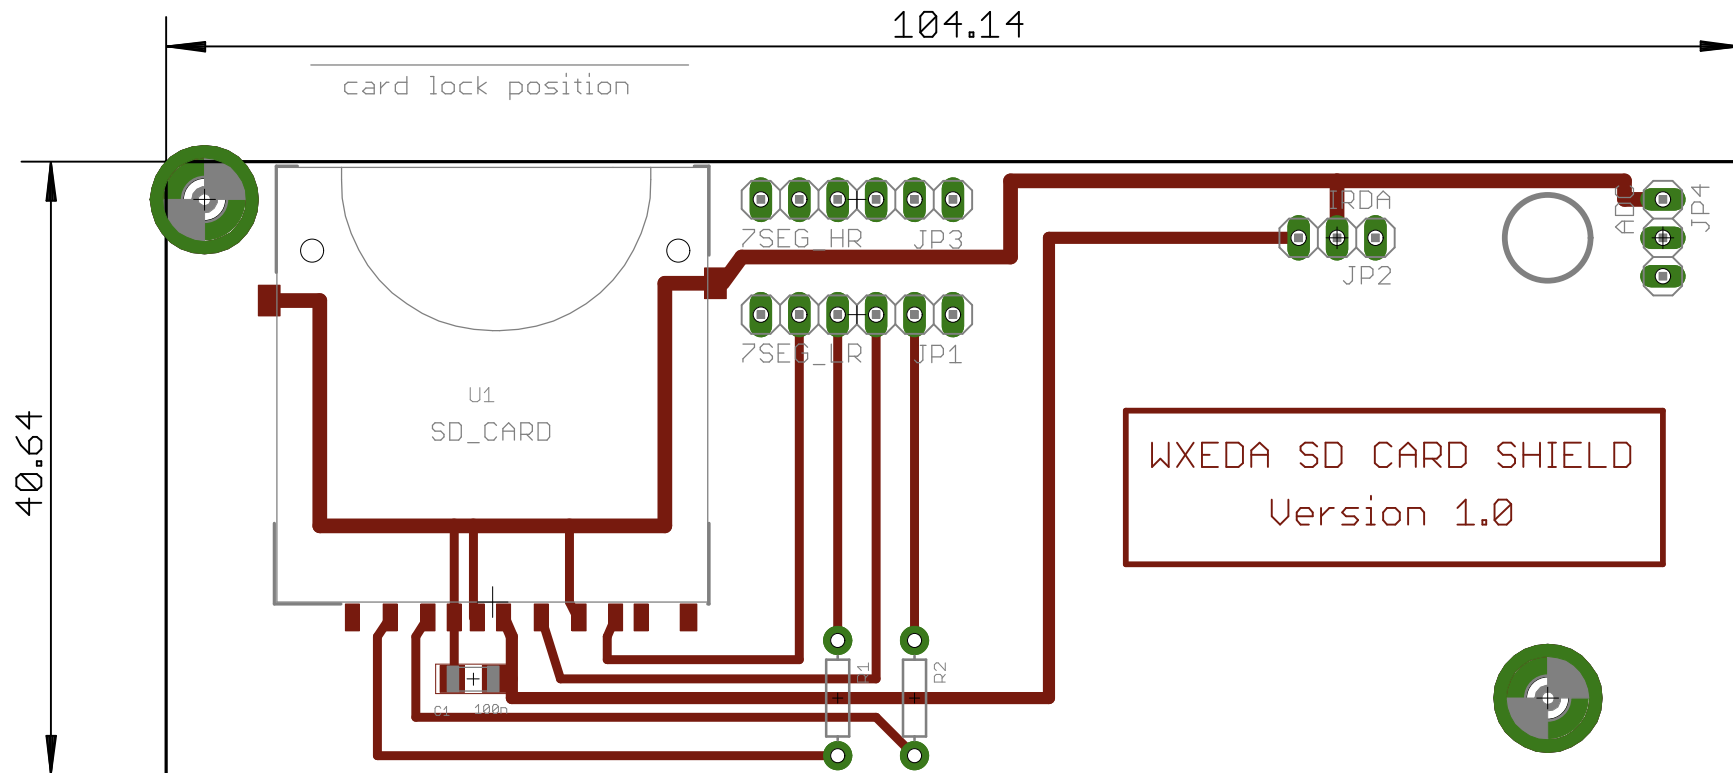 104.14
card lock position
IRDA
ADC
JP4
7SEG_HR
JP3
JP2
7SEG_LR
JP1
U1
SD_CARD
40.64
WXEDA SD CARD SHIELD
Version 1.0
R1
R2
C1
100n